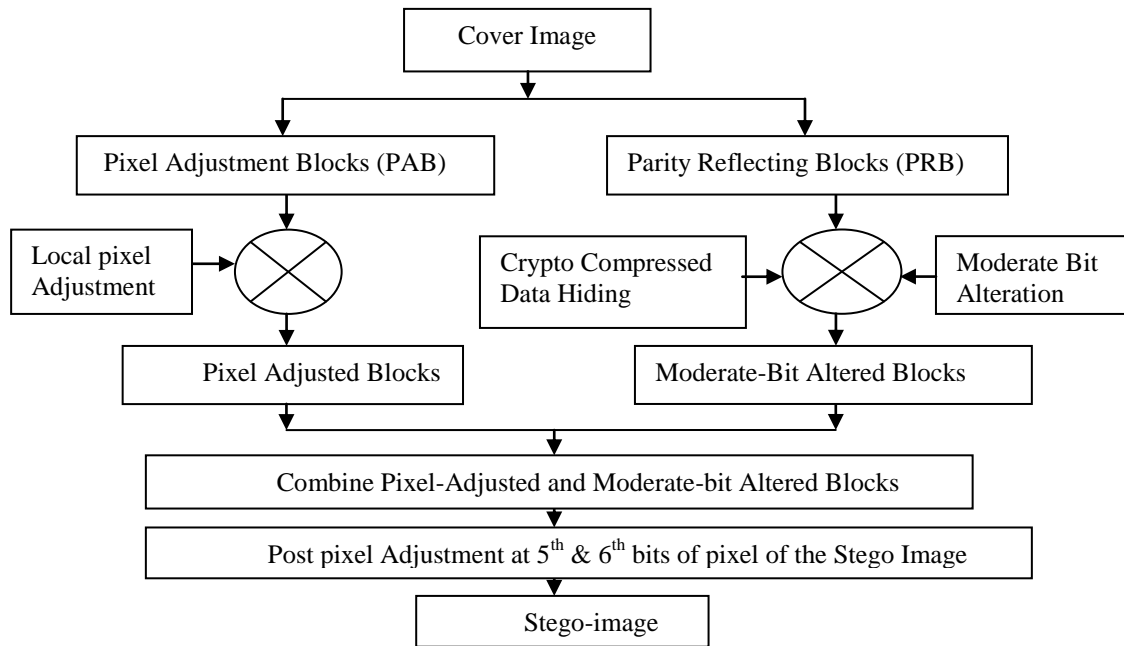 Cover Image
Pixel Adjustment Blocks (PAB)
Parity Reflecting Blocks (PRB)
Local pixel
Adjustment
Crypto Compressed
Data Hiding
Moderate Bit
Alteration
Pixel Adjusted Blocks
Moderate-Bit Altered Blocks
Combine Pixel-Adjusted and Moderate-bit Altered Blocks
Post pixel Adjustment at 5th & 6th bits of pixel of the Stego Image
Stego-image